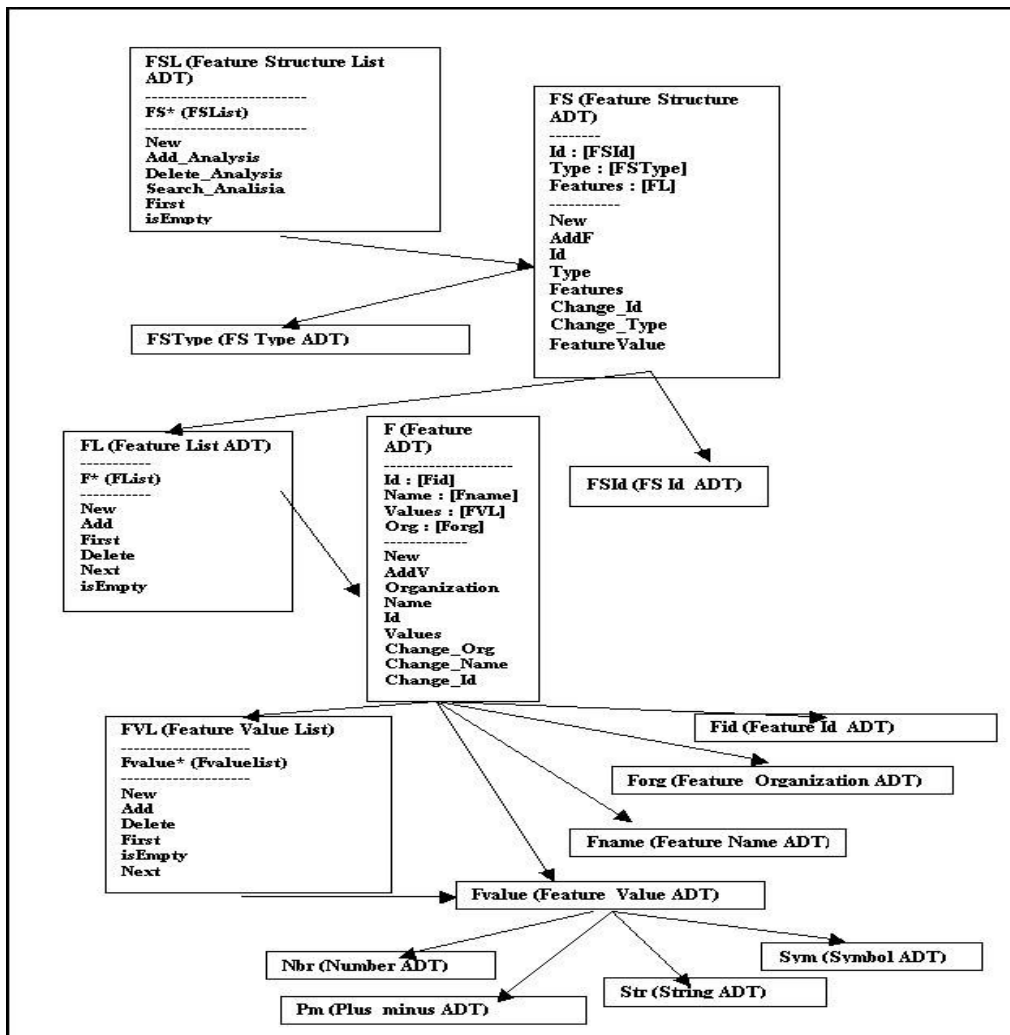 FSL (Feature Structure List
ADT)
---------------------------
FS* (FSList)
---------------------------
New
Add_Analysis
Delete_Analysis
Search_Analisia
First
isEmpty
FS (Feature Structure
ADT)
--------
Id : [FSId]
Type : [FSType]
Features : [FL]
------------
New
AddF
Id
Type
Features
Change_Id
Change_Type
FeatureValue
FSType (FS Type ADT)
FL (Feature List ADT)
-----------
F* (FList)
-----------
New
Add
First
Delete
Next
isEmpty
F (Feature
ADT)
---------------------
Id : [Fid]
Name : [Fname]
Values : [FVL]
Org : [Forg]
-------------
New
AddV
Organization
Name
Id
Values
Change_Org
Change_Name
Change_Id
FSId (FS Id ADT)
FVL (Feature Value List)
--------------------
Fvalue* (Fvaluelist)
--------------------
New
Add
Delete
First
isEmpty
Next
Fid (Feature Id ADT)
Forg (Feature Organization ADT)
Fname (Feature Name ADT)
Fvalue (Feature Value ADT)
Nbr (Number ADT)
Pm (Plus minus ADT)
Str (String ADT)
Sym (Symbol ADT)